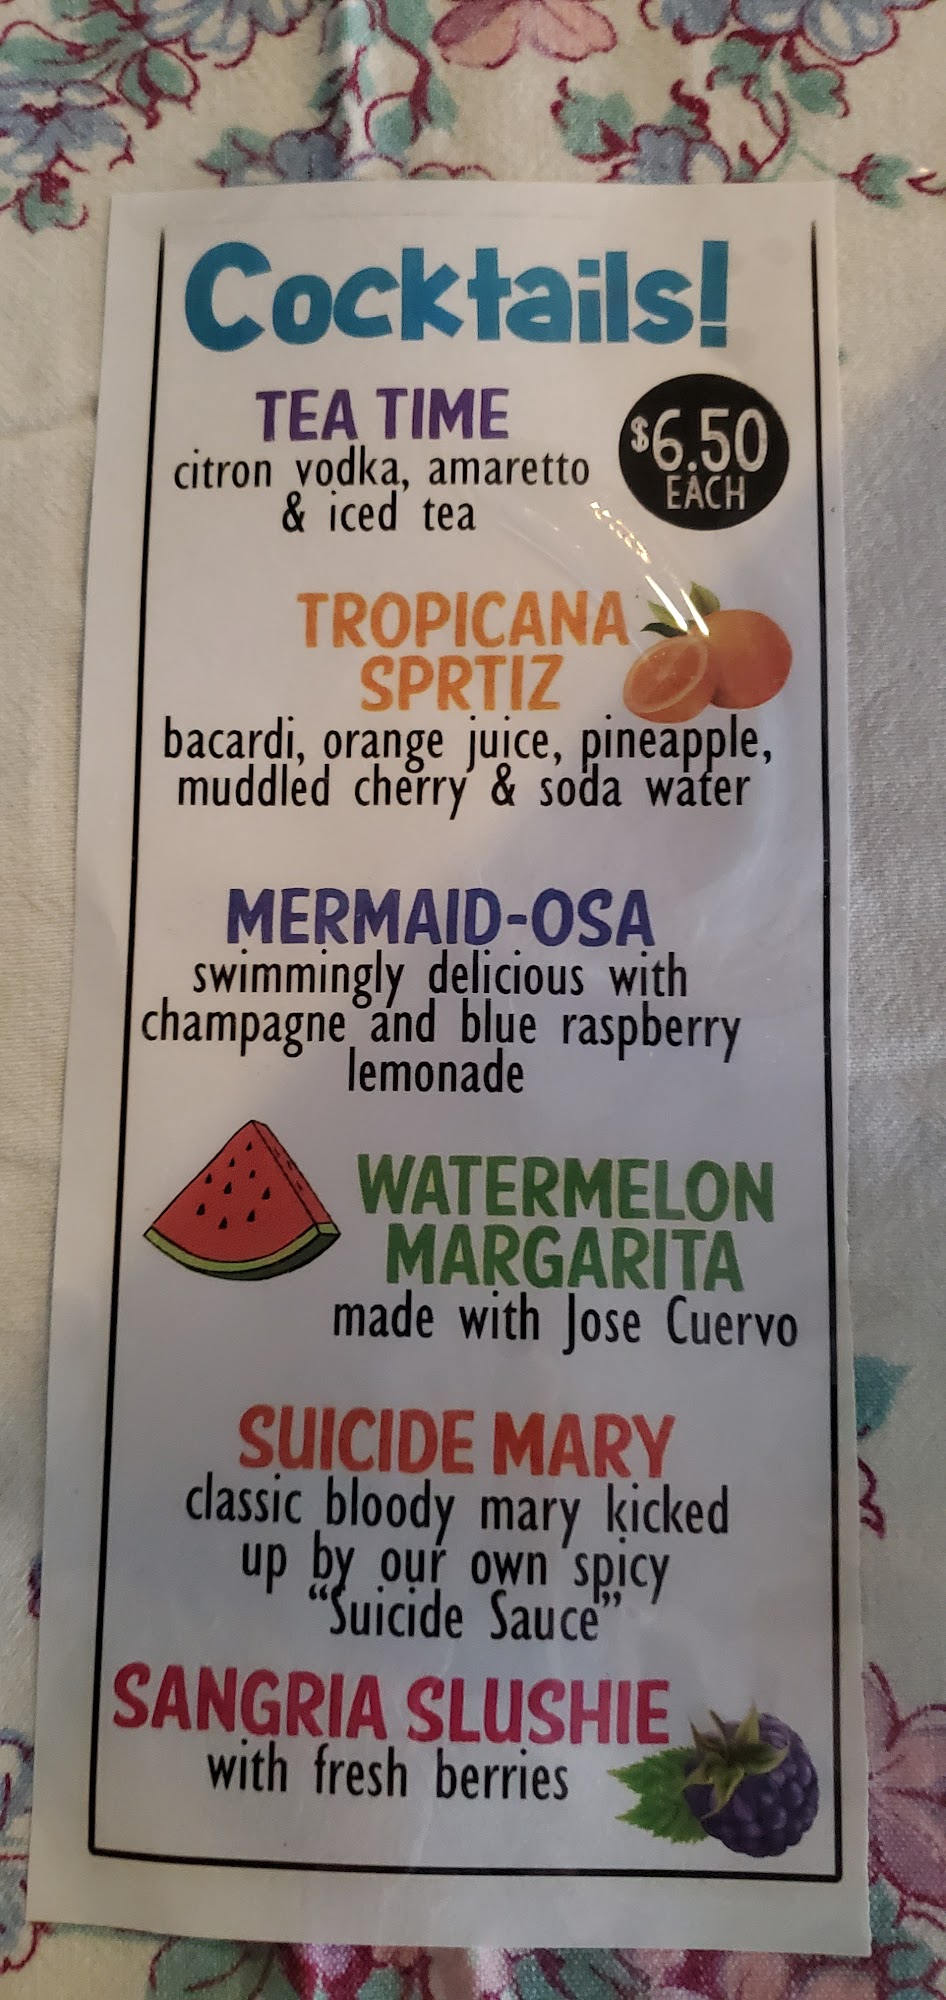 Cocktails!
TEA TIME
citron vodka, amaretto
& iced tea
$6.50
EACH
TROPICANA
SPRTIZ
bacardi, orange juice, pineapple,
muddled cherry & soda water
MERMAID-OSA
swimmingly delicious with
champagne and blue raspberry
lemonade
WATERMELON
MARGARITA
made with Jose Cuervo
SUICIDE MARY
classic bloody mary kicked
up by our own spicy
“Suicide Sauce”
SANGRIA SLUSHIE
with fresh berries